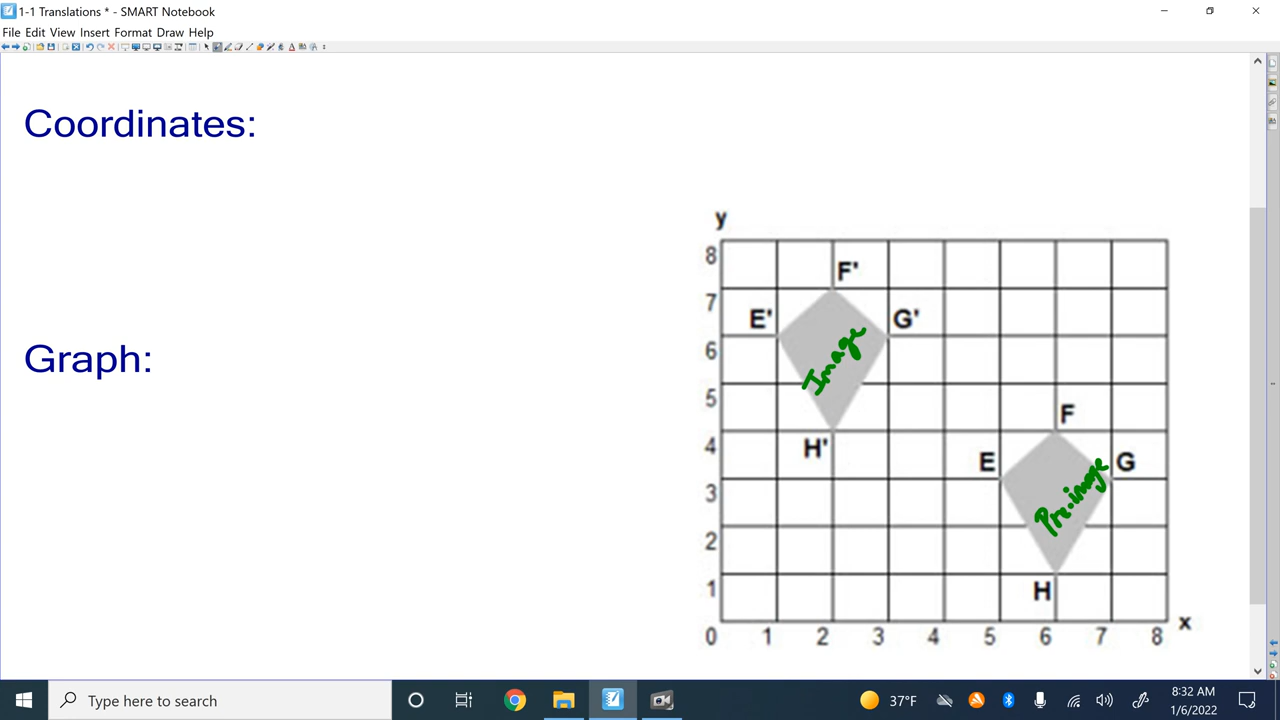 1-1 Translations * - SMART Notebook
File Edit View Insert Format Draw Help
Coordinates:
y
8
F'
7
E' G'
6
Image
5
Graph:
F
4
H'
E G
3
Pre-image
2
1
H
x
0 1 2 3 4 5 6 7 8
Type here to search
37°F
8:32 AM
1/6/2022